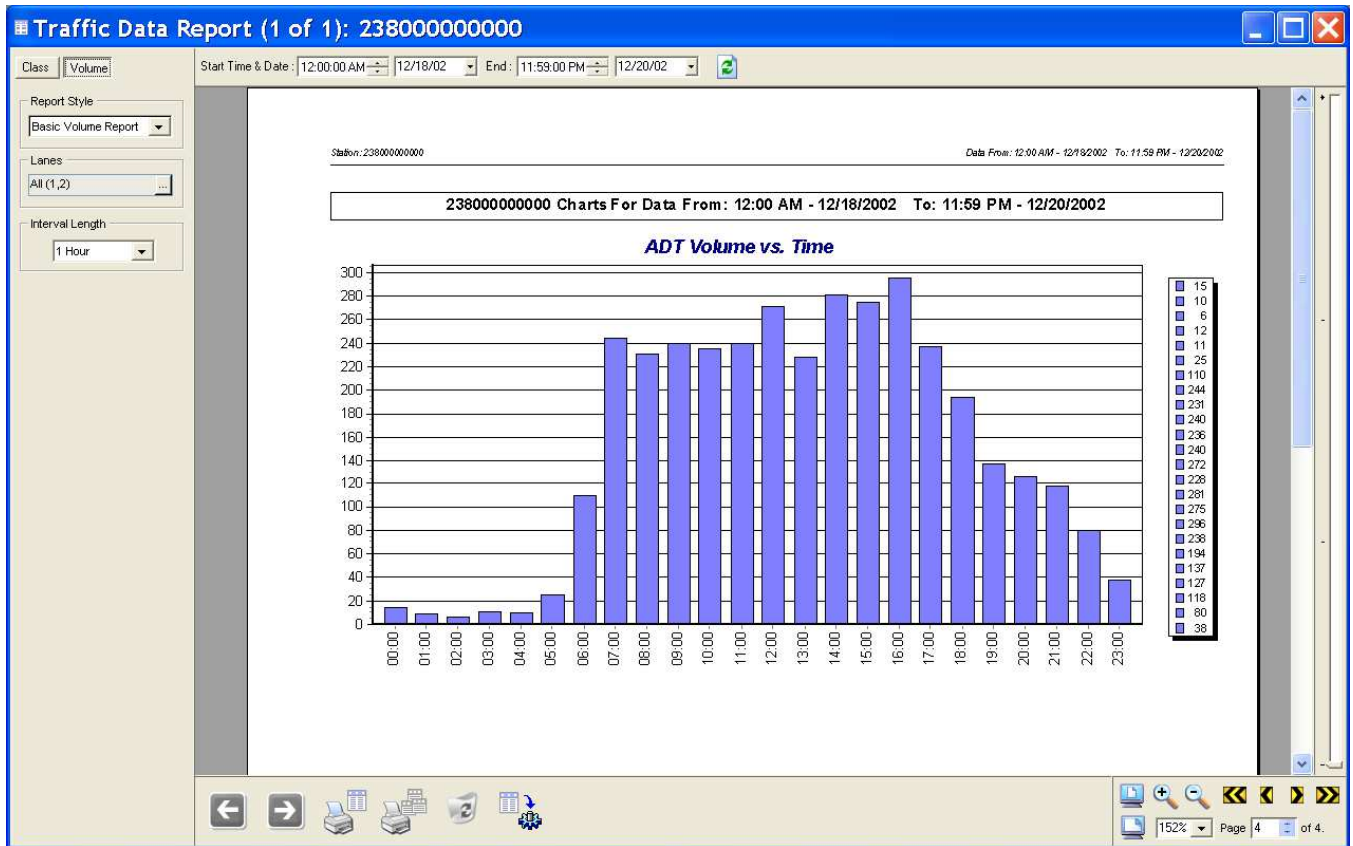 Traffic Data Report (1 of 1): 238000000000
Class Volume
Start Time & Date: 12:00:00 AM 12/18/02 End: 11:59:00 PM 12/20/02
Report Style
Basic Volume Report
Lanes
All (1,2) ...
Interval Length
1 Hour
Station: 238000000000 Data From: 12:00 AM - 12/18/2002 To: 11:59 PM - 12/20/2002
238000000000 Charts For Data From: 12:00 AM - 12/18/2002 To: 11:59 PM - 12/20/2002
ADT Volume vs. Time
300
280
260
240
220
200
180
160
140
120
100
80
60
40
20
0
00:00 01:00 02:00 03:00 04:00 05:00 06:00 07:00 08:00 09:00 10:00 11:00 12:00 13:00 14:00 15:00 16:00 17:00 18:00 19:00 20:00 21:00 22:00 23:00
15
10
6
12
11
25
110
244
231
240
236
240
272
228
281
275
296
238
194
137
127
118
80
38
152% Page 4 of 4.